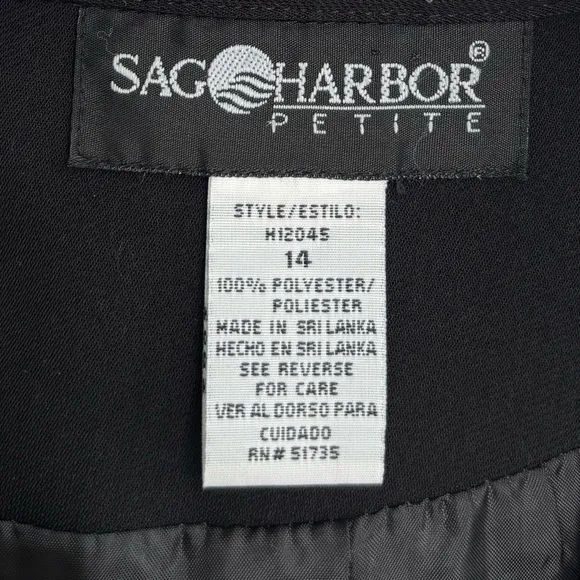 SAG HARBOR®
PETITE
STYLE/ESTILO:
H12045
14
100% POLYESTER/
POLIESTER
MADE IN SRI LANKA
HECHO EN SRI LANKA
SEE REVERSE
FOR CARE
VER AL DORSO PARA
CUIDADO
RN# 51735